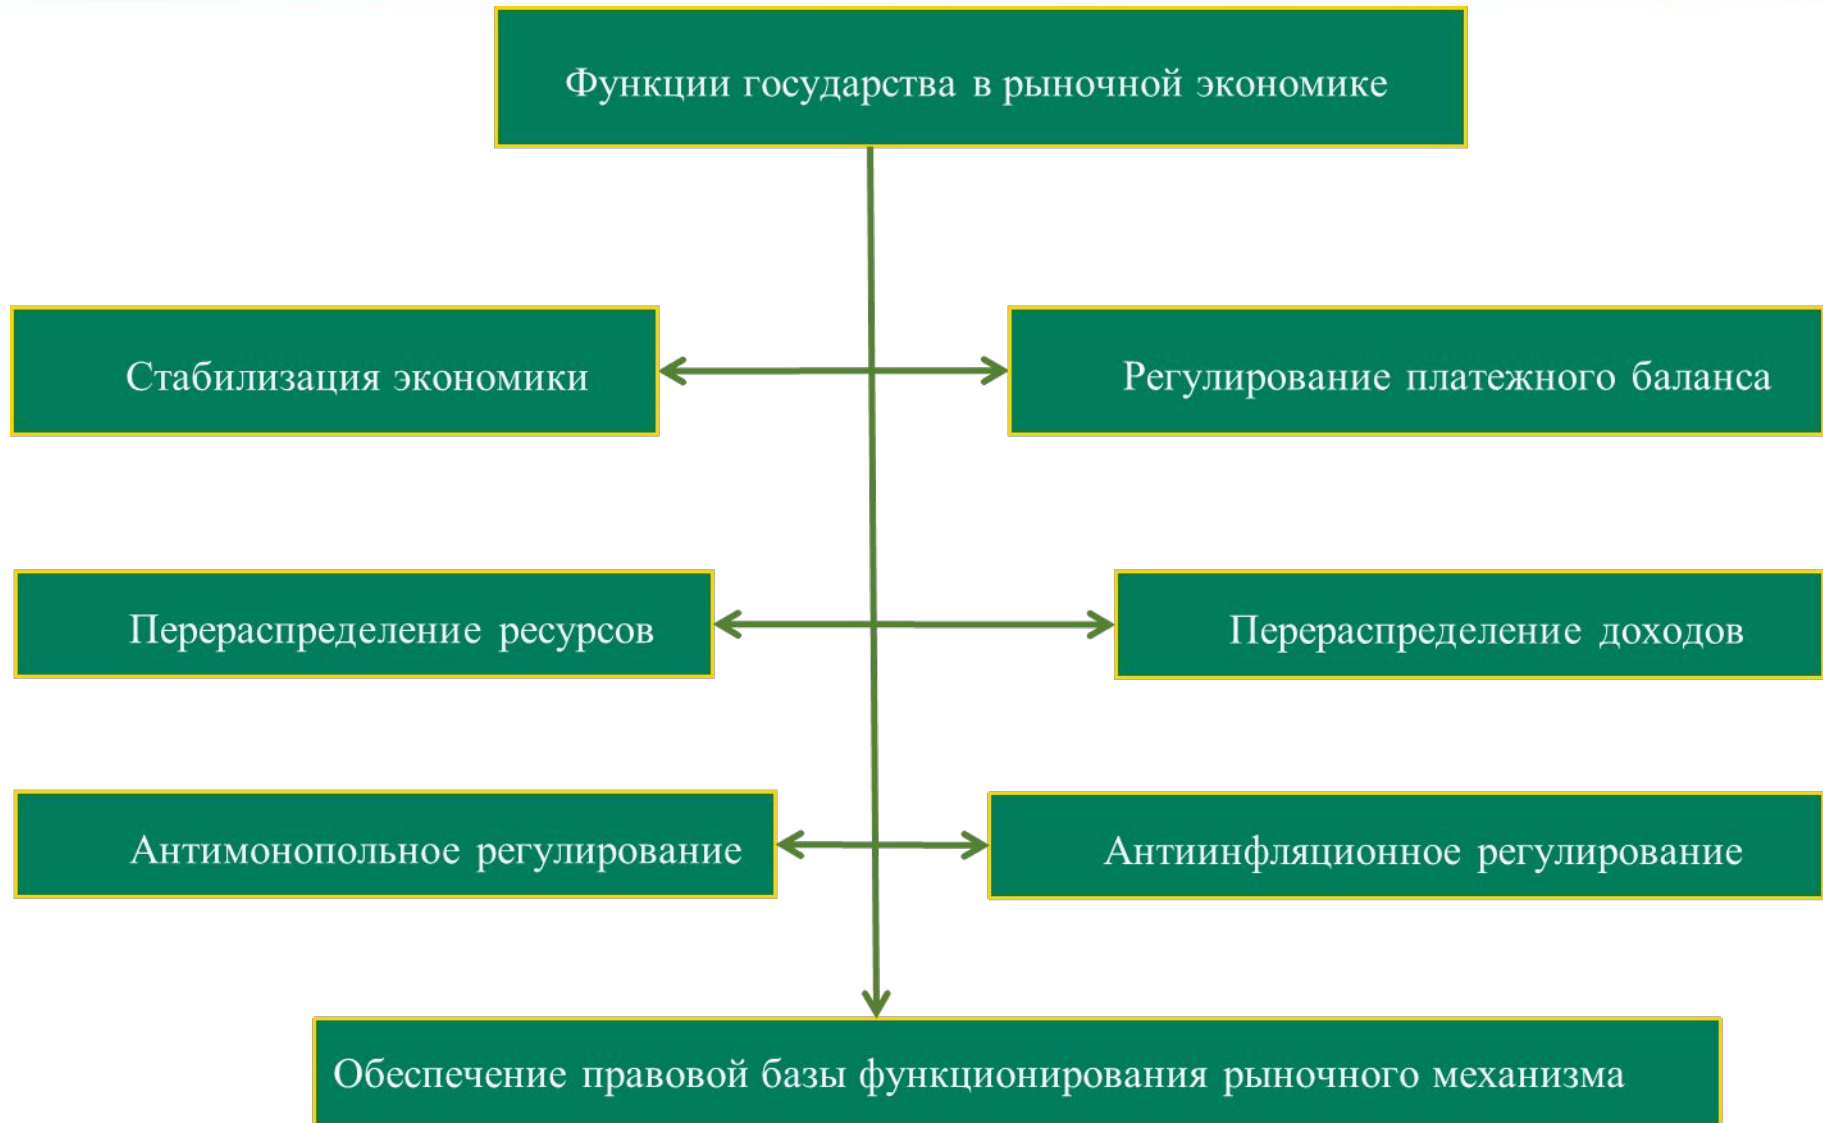 Функции государства в рыночной экономике
Стабилизация экономики
Регулирование платежного баланса
Перераспределение ресурсов
Перераспределение доходов
Антимонопольное регулирование
Антиинфляционное регулирование
Обеспечение правовой базы функционирования рыночного механизма